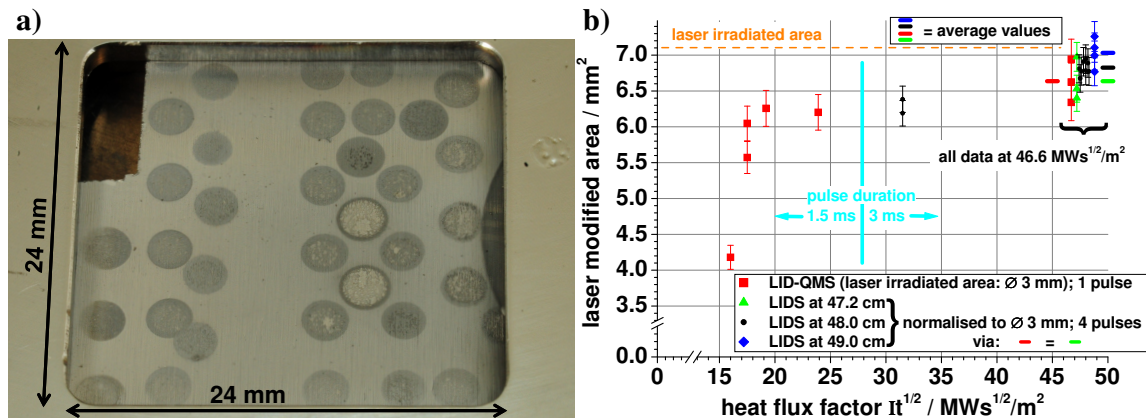 a)
24 mm
24 mm
b)
laser modified area / mm²
7.0
6.5
6.0
5.5
5.0
4.5
4.0
3.5
0.0
laser irradiated area
= average values
all data at 46.6 MWs^1/2/m²
pulse duration
1.5 ms 3 ms
LID-QMS (laser irradiated area: ∅ 3 mm); 1 pulse
LIDS at 47.2 cm
LIDS at 48.0 cm
LIDS at 49.0 cm
normalised to ∅ 3 mm; 4 pulses
via: =
0 15 20 25 30 35 40 45 50
heat flux factor It^1/2 / MWs^1/2/m²